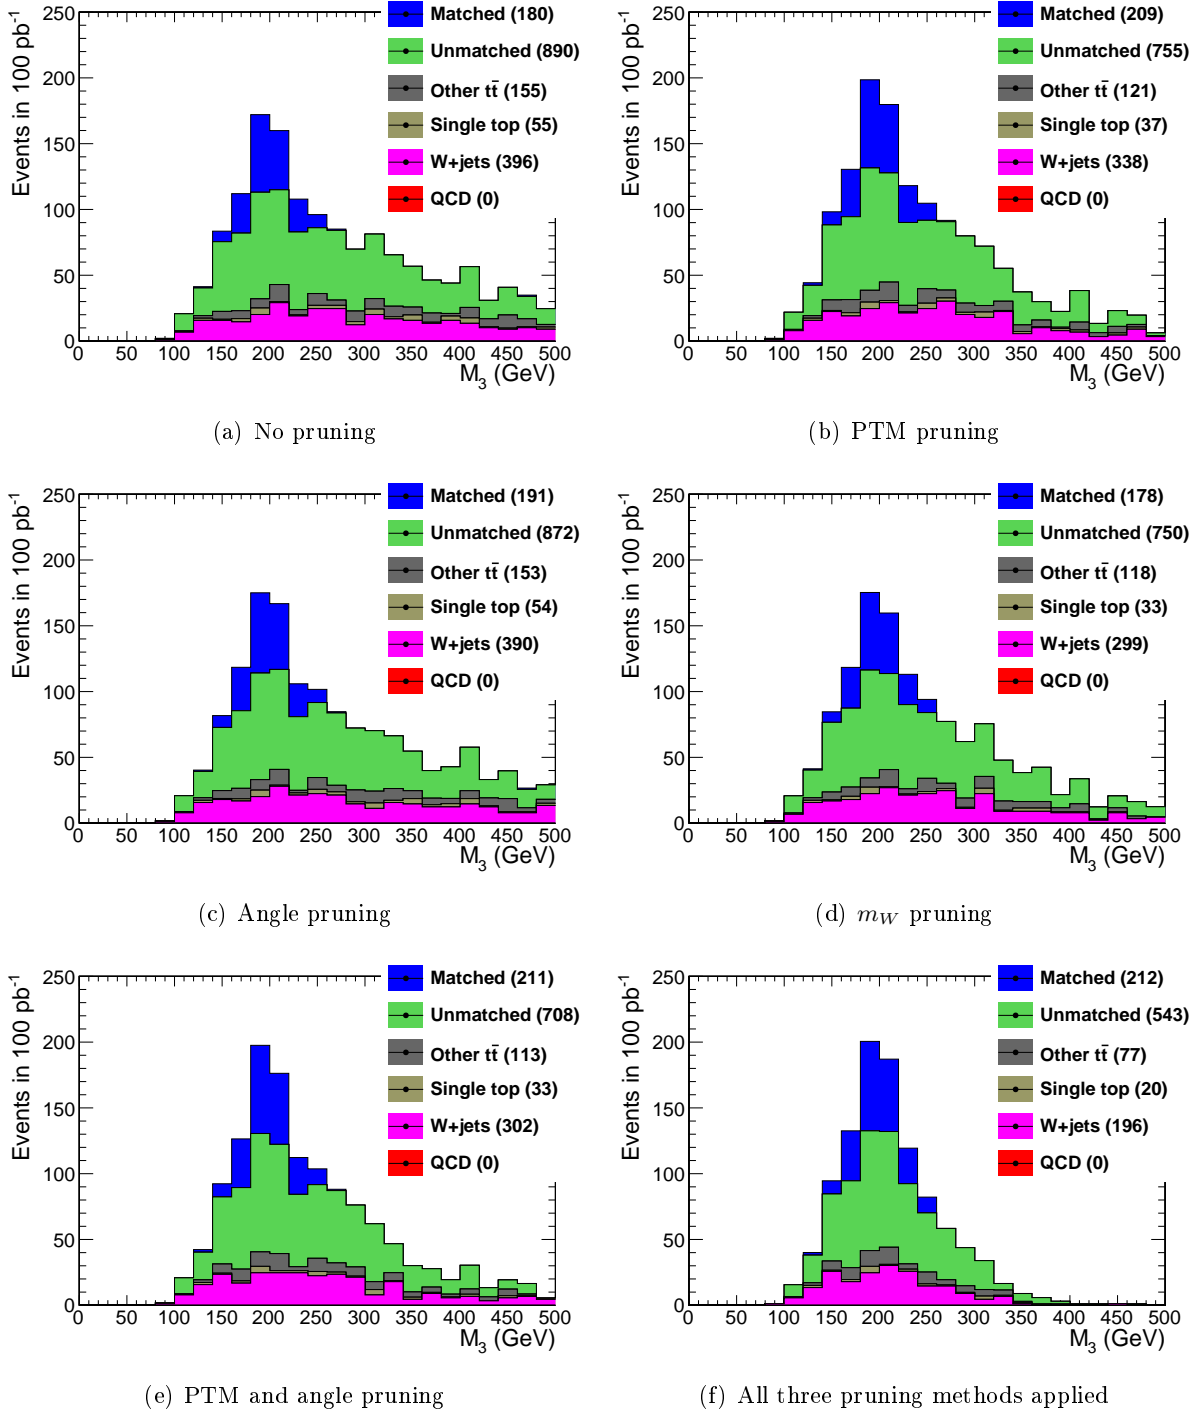 Events in 100 pb⁻¹
250
200
150
100
50
0
Matched (180)
Unmatched (890)
Other tt̄ (155)
Single top (55)
W+jets (396)
QCD (0)
0 50 100 150 200 250 300 350 400 450 500
M₃ (GeV)
(a) No pruning
Events in 100 pb⁻¹
250
200
150
100
50
0
Matched (209)
Unmatched (755)
Other tt̄ (121)
Single top (37)
W+jets (338)
QCD (0)
0 50 100 150 200 250 300 350 400 450 500
M₃ (GeV)
(b) PTM pruning
Events in 100 pb⁻¹
250
200
150
100
50
0
Matched (191)
Unmatched (872)
Other tt̄ (153)
Single top (54)
W+jets (390)
QCD (0)
0 50 100 150 200 250 300 350 400 450 500
M₃ (GeV)
(c) Angle pruning
Events in 100 pb⁻¹
250
200
150
100
50
0
Matched (178)
Unmatched (750)
Other tt̄ (118)
Single top (33)
W+jets (299)
QCD (0)
0 50 100 150 200 250 300 350 400 450 500
M₃ (GeV)
(d) m_W pruning
Events in 100 pb⁻¹
250
200
150
100
50
0
Matched (211)
Unmatched (708)
Other tt̄ (113)
Single top (33)
W+jets (302)
QCD (0)
0 50 100 150 200 250 300 350 400 450 500
M₃ (GeV)
(e) PTM and angle pruning
Events in 100 pb⁻¹
250
200
150
100
50
0
Matched (212)
Unmatched (543)
Other tt̄ (77)
Single top (20)
W+jets (196)
QCD (0)
0 50 100 150 200 250 300 350 400 450 500
M₃ (GeV)
(f) All three pruning methods applied